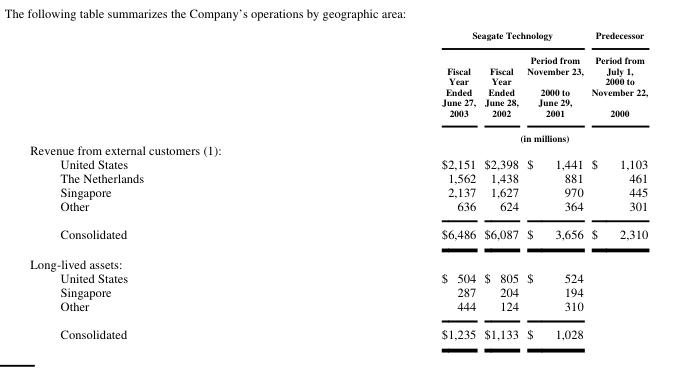 The following table summarizes the Company's operations by geographic area:
Seagate Technology Predecessor
Fiscal Year Ended June 27, 2003 Fiscal Year Ended June 28, 2002 Period from November 23, 2000 to June 29, 2001 Period from July 1, 2000 to November 22, 2000
(in millions)
Revenue from external customers (1):
United States $2,151 $2,398 $ 1,441 $ 1,103
The Netherlands 1,562 1,438 881 461
Singapore 2,137 1,627 970 445
Other 636 624 364 301
Consolidated $6,486 $6,087 $ 3,656 $ 2,310
Long-lived assets:
United States $ 504 $ 805 $ 524
Singapore 287 204 194
Other 444 124 310
Consolidated $1,235 $1,133 $ 1,028